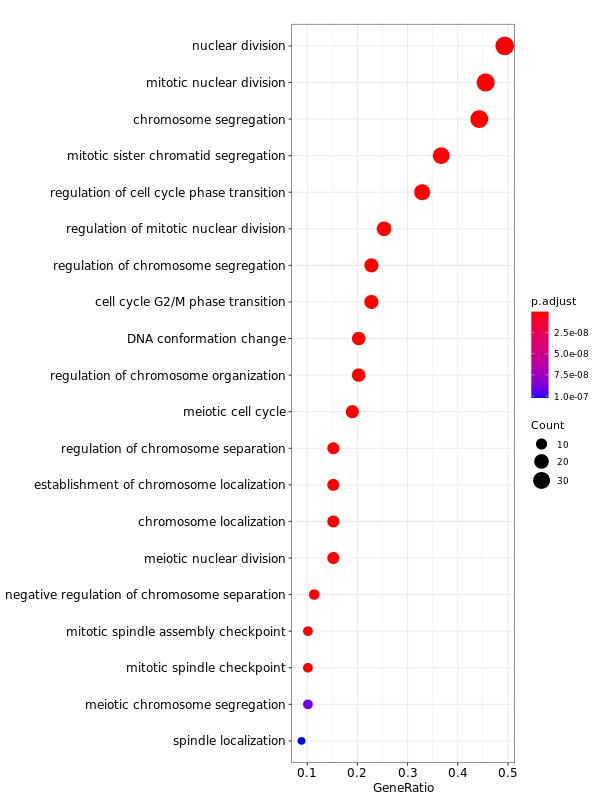 nuclear division
mitotic nuclear division
chromosome segregation
mitotic sister chromatid segregation
regulation of cell cycle phase transition
regulation of mitotic nuclear division
regulation of chromosome segregation
cell cycle G2/M phase transition
DNA conformation change
regulation of chromosome organization
meiotic cell cycle
regulation of chromosome separation
establishment of chromosome localization
chromosome localization
meiotic nuclear division
negative regulation of chromosome separation
mitotic spindle assembly checkpoint
mitotic spindle checkpoint
meiotic chromosome segregation
spindle localization
0.1 0.2 0.3 0.4 0.5
GeneRatio
p.adjust
2.5e-08
5.0e-08
7.5e-08
1.0e-07
Count
10
20
30